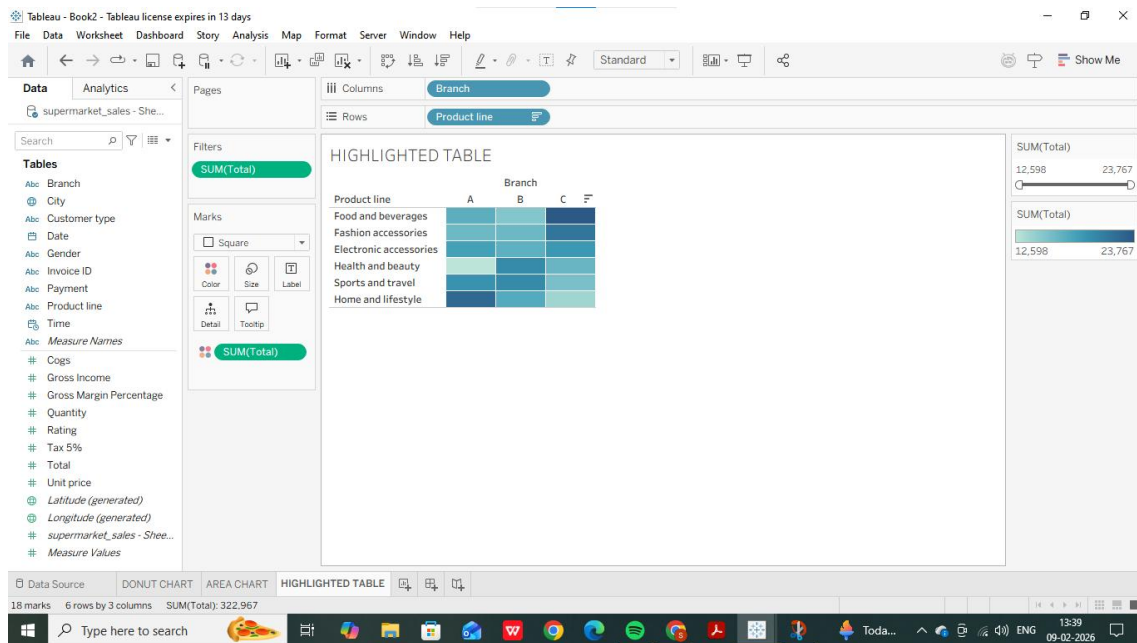 Tableau - Book2 - Tableau license expires in 13 days
File Data Worksheet Dashboard Story Analysis Map Format Server Window Help
Standard
Show Me
Data Analytics
supermarket_sales - She...
Search
Tables
Abc Branch
City
Abc Customer type
Date
Abc Gender
Abc Invoice ID
Abc Payment
Abc Product line
Time
Abc Measure Names
# Cogs
# Gross Income
# Gross Margin Percentage
# Quantity
# Rating
# Tax 5%
# Total
# Unit price
Latitude (generated)
Longitude (generated)
# supermarket_sales - Shee...
# Measure Values
Pages
Filters
SUM(Total)
Marks
Square
Color Size Label
Detail Tooltip
SUM(Total)
Columns Branch
Rows Product line
HIGHLIGHTED TABLE
Branch
Product line A B C
Food and beverages
Fashion accessories
Electronic accessories
Health and beauty
Sports and travel
Home and lifestyle
SUM(Total)
12,598 23,767
SUM(Total)
12,598 23,767
Data Source DONUT CHART AREA CHART HIGHLIGHTED TABLE
18 marks 6 rows by 3 columns SUM(Total): 322,967
Type here to search
Toda...
ENG
13:39
09-02-2026